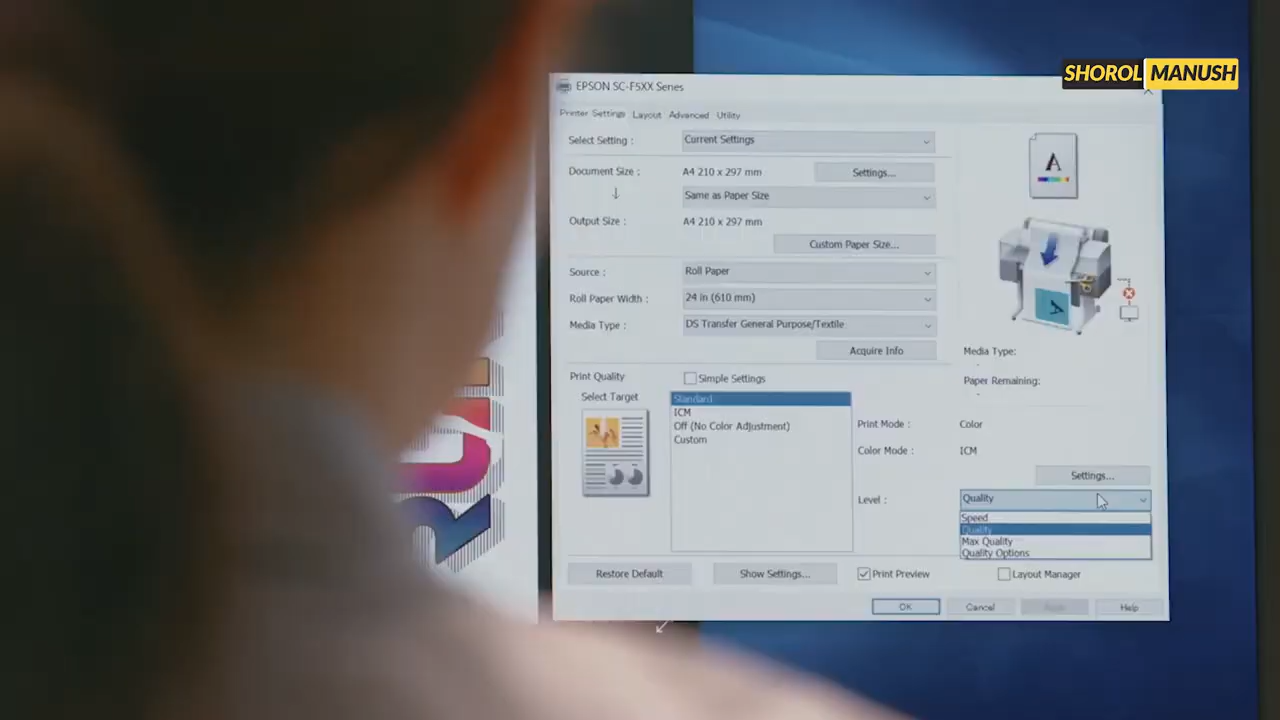 SHOROL MANUSH
EPSON SC-F5XX Series
Printer Settings Layout Advanced Utility
Select Setting : Current Settings
Document Size : A4 210 x 297 mm Settings...
Same as Paper Size
Output Size : A4 210 x 297 mm
Custom Paper Size...
Source : Roll Paper
Roll Paper Width : 24 in (610 mm)
Media Type : DS Transfer General Purpose/Textile
Acquire Info
Media Type:
-
Paper Remaining:
-
Print Quality Simple Settings
Select Target
Standard
ICM
Off (No Color Adjustment)
Custom
Print Mode : Color
Color Mode : ICM
Settings...
Level : Quality
Speed
Quality
Max Quality
Quality Options
Restore Default Show Settings... Print Preview Layout Manager
OK Cancel Help
A